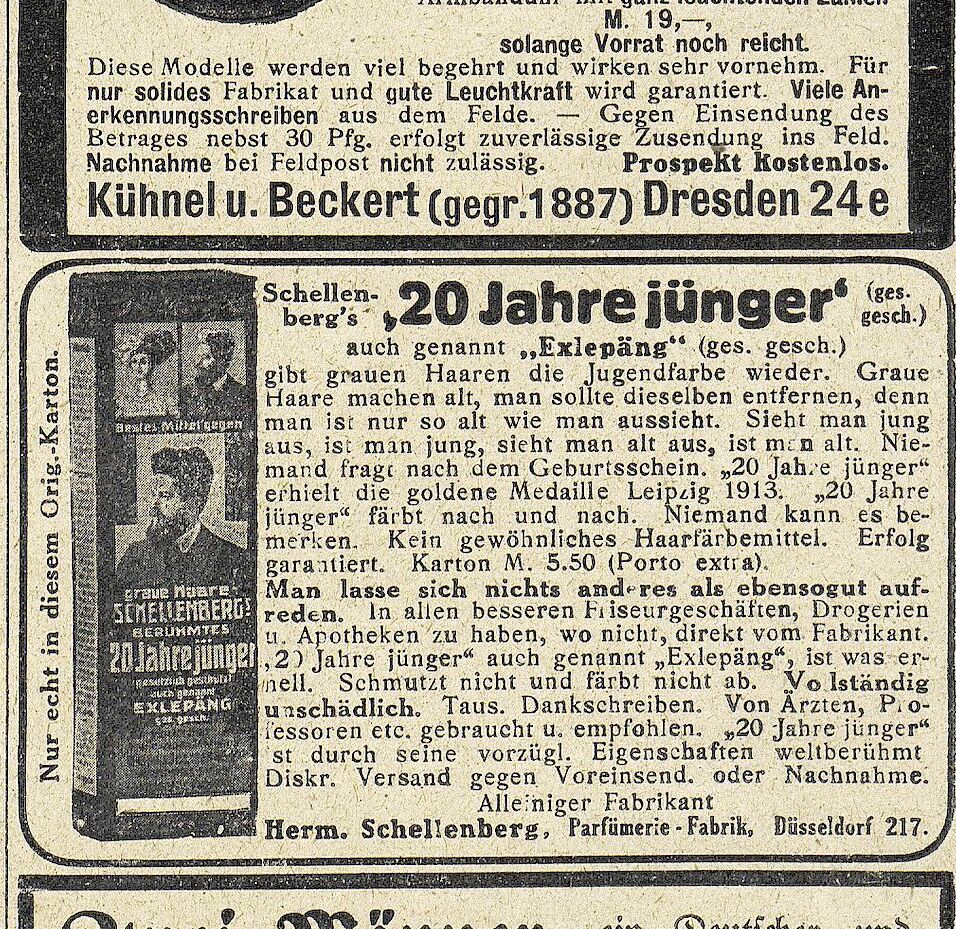 M. 19,—,
solange Vorrat noch reicht.
Diese Modelle werden viel begehrt und wirken sehr vornehm. Für
nur solides Fabrikat und gute Leuchtkraft wird garantiert. Viele An-
erkennungsschreiben aus dem Felde. — Gegen Einsendung des
Betrages nebst 30 Pfg. erfolgt zuverlässige Zusendung ins Feld.
Nachnahme bei Feldpost nicht zulässig. Prospekt kostenlos.
Kühnel u. Beckert (gegr. 1887) Dresden 24 e
Nur echt in diesem Orig.-Karton.
Bestes Mittel gegen
graue Haare
SCHELLENBERG'S
BERÜHMTES
20 Jahre jünger
gesetzlich geschützt
auch genannt
EXLEPÄNG
ges. gesch.
Schellen-
berg's ‚20 Jahre jünger‘ (ges.
gesch.)
auch genannt „Exlepäng“ (ges. gesch.)
gibt grauen Haaren die Jugendfarbe wieder. Graue
Haare machen alt, man sollte dieselben entfernen, denn
man ist nur so alt wie man aussieht. Sieht man jung
aus, ist man jung, sieht man alt aus, ist man alt. Nie-
mand fragt nach dem Geburtsschein. „20 Jahre jünger“
erhielt die goldene Medaille Leipzig 1913. „20 Jahre
jünger“ färbt nach und nach. Niemand kann es be-
merken. Kein gewöhnliches Haarfärbemittel. Erfolg
garantiert. Karton M. 5.50 (Porto extra).
Man lasse sich nichts anderes als ebensogut auf-
reden. In allen besseren Friseurgeschäften, Drogerien
u. Apotheken zu haben, wo nicht, direkt vom Fabrikant.
„20 Jahre jünger“ auch genannt „Exlepäng“, ist was er-
nell. Schmutzt nicht und färbt nicht ab. Vollständig
unschädlich. Taus. Dankschreiben. Von Ärzten, Pro-
fessoren etc. gebraucht u. empfohlen. „20 Jahre jünger“
ist durch seine vorzügl. Eigenschaften weltberühmt
Diskr. Versand gegen Voreinsend. oder Nachnahme.
Alleiniger Fabrikant
Herm. Schellenberg, Parfümerie-Fabrik, Düsseldorf 217.